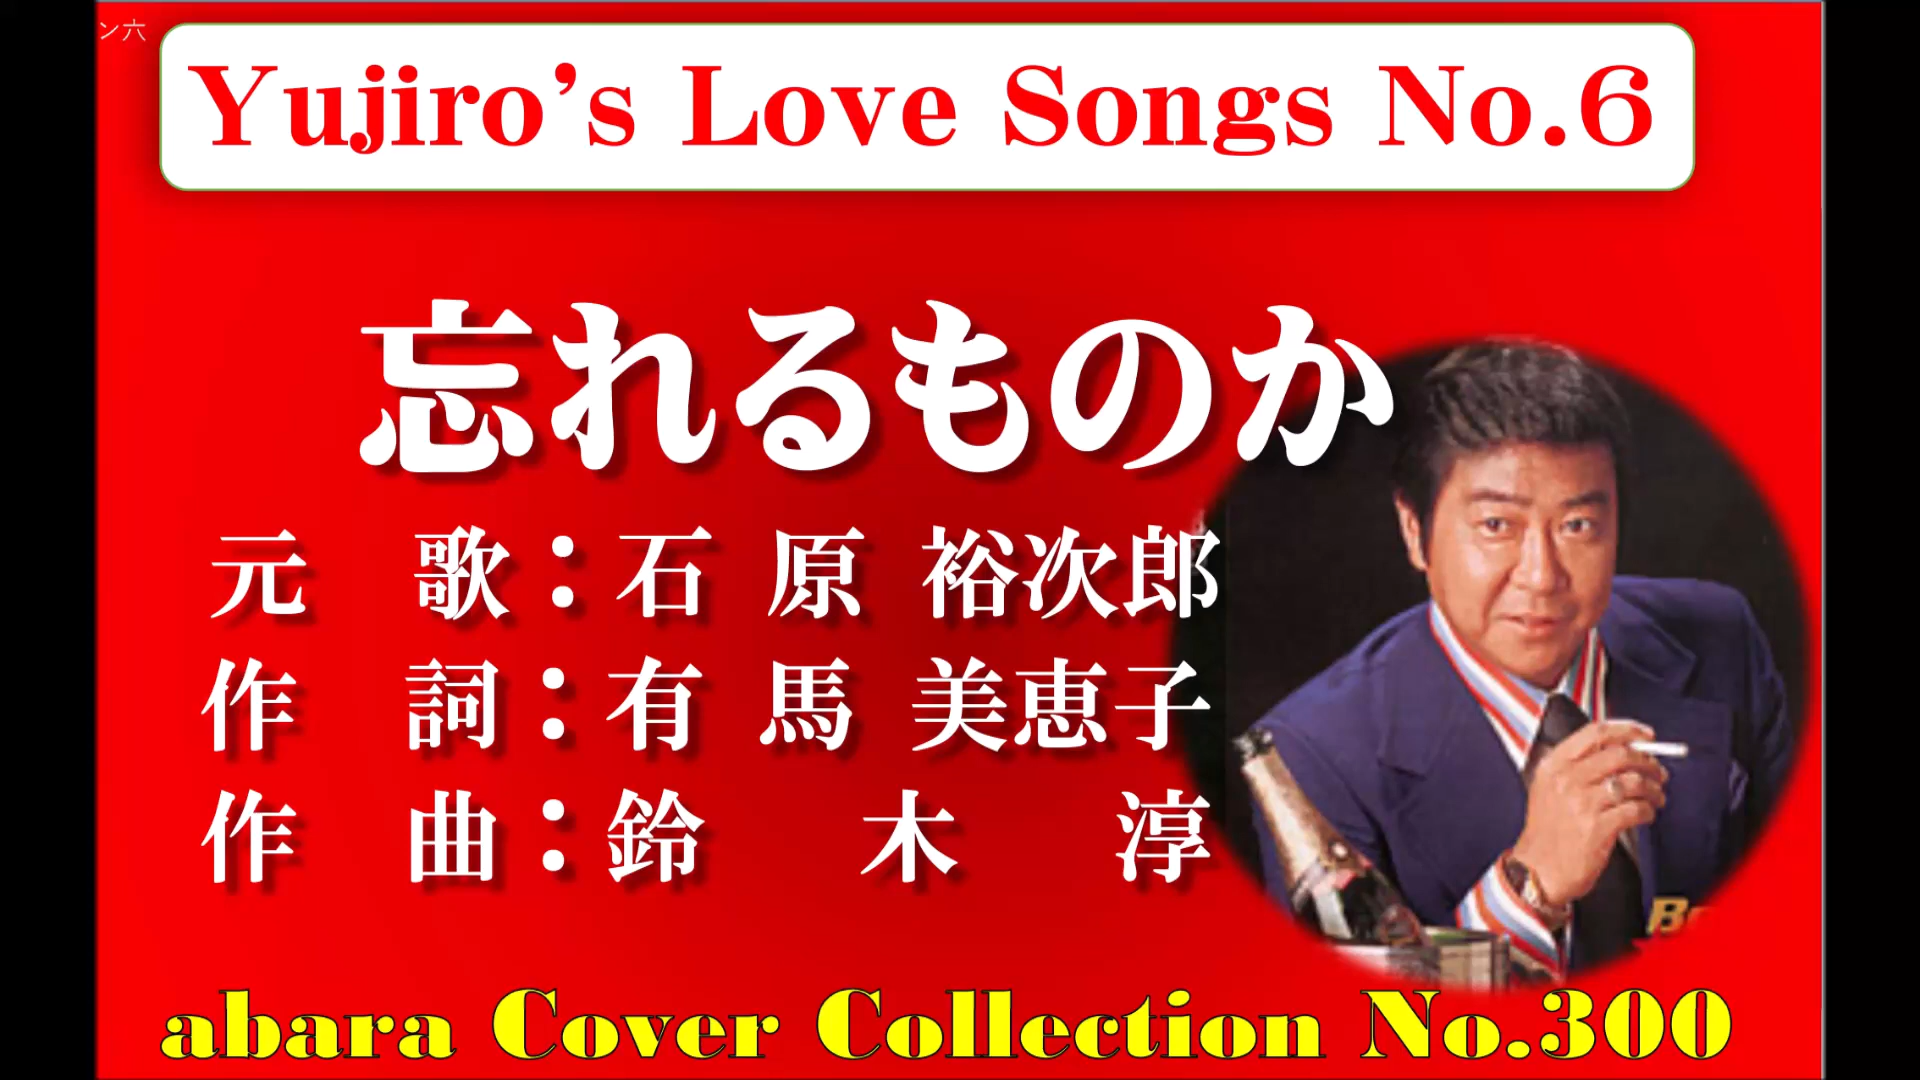 ン六
Yujiro’s Love Songs No.6
忘れるものか
元 歌：石 原 裕次郎
作 詞：有 馬 美恵子
作 曲：鈴 木 淳
abara Cover Collection No.300